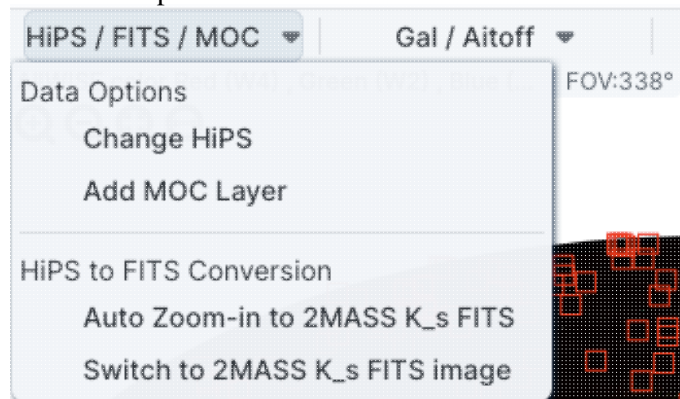 HiPS / FITS / MOC
Gal / Aitoff
FOV:338°
Data Options
Change HiPS
Add MOC Layer
HiPS to FITS Conversion
Auto Zoom-in to 2MASS K_s FITS
Switch to 2MASS K_s FITS image